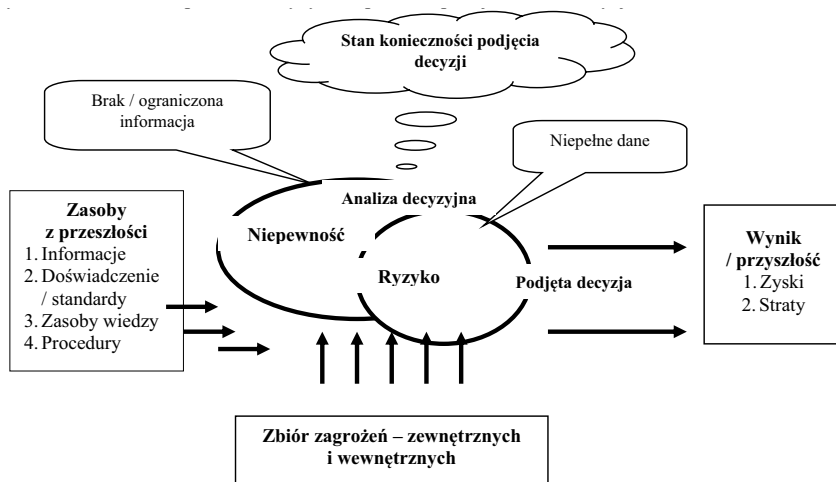 Stan konieczności podjęcia
decyzji
Brak / ograniczona
informacja
Niepełne dane
Analiza decyzyjna
Zasoby
z przeszłości
1. Informacje
2. Doświadczenie
/ standardy
3. Zasoby wiedzy
4. Procedury
Niepewność
Ryzyko
Podjęta decyzja
Wynik
/ przyszłość
1. Zyski
2. Straty
Zbiór zagrożeń – zewnętrznych
i wewnętrznych